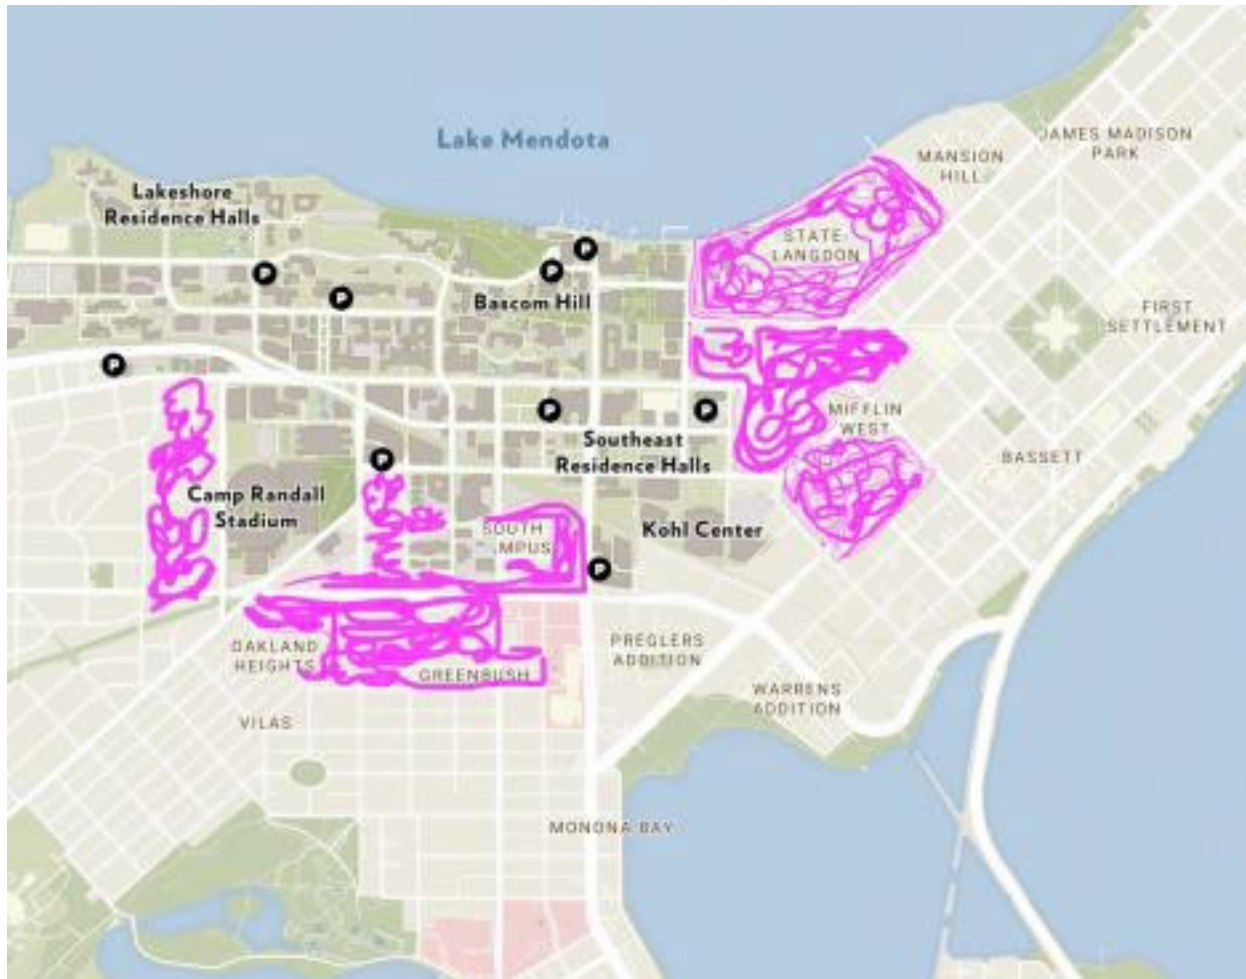 Lake Mendota
JAMES MADISON
PARK
MANSION
HILL
Lakeshore
Residence Halls
STATE
LANGDON
P
P
P
P
Bascom Hill
FIRST
SETTLEMENT
P
P
P
MIFFLIN
WEST
Southeast
Residence Halls
BASSETT
P
Camp Randall
Stadium
SOUTH
MPUS
Kohl Center
P
OAKLAND
HEIGHTS
GREENBUSH
PREGLERS
ADDITION
WARRENS
ADDITION
VILAS
MONONA BAY